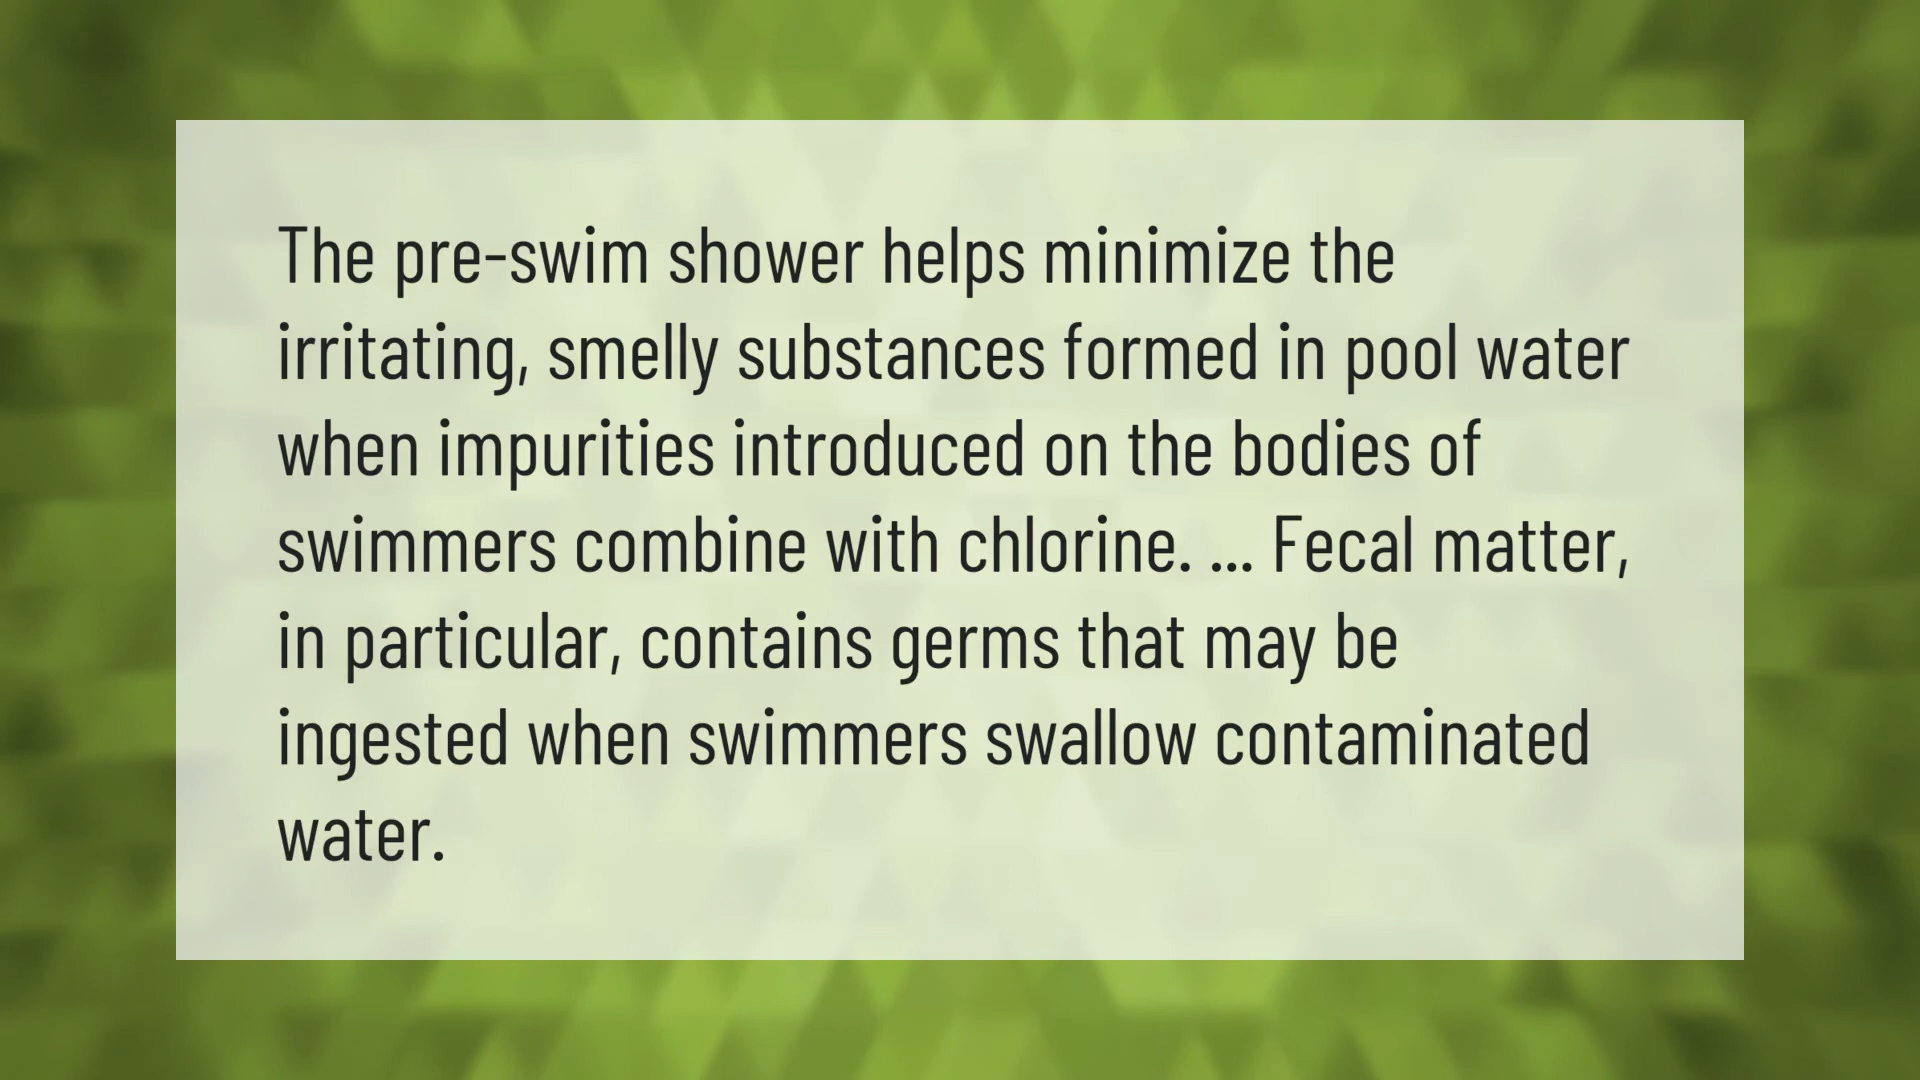 The pre-swim shower helps minimize the
irritating, smelly substances formed in pool water
when impurities introduced on the bodies of
swimmers combine with chlorine. ... Fecal matter,
in particular, contains germs that may be
ingested when swimmers swallow contaminated
water.